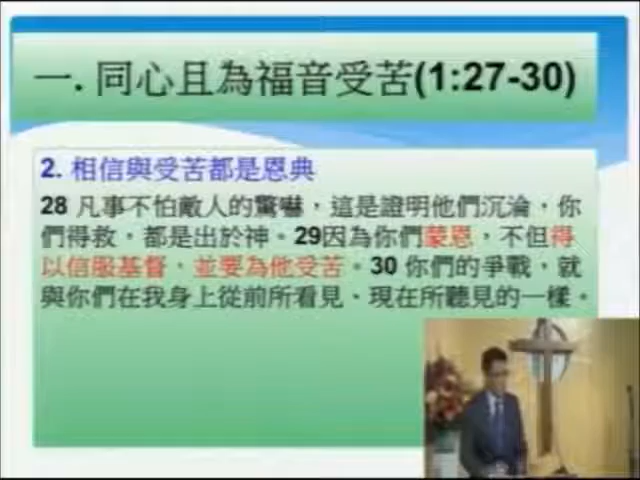 一. 同心且為福音受苦(1:27-30)
2. 相信與受苦都是恩典
28 凡事不怕敵人的驚嚇，這是證明他們沉淪，你
們得救，都是出於神。29因為你們蒙恩，不但得
以信服基督，並要為他受苦。30 你們的爭戰，就
與你們在我身上從前所看見、現在所聽見的一樣。